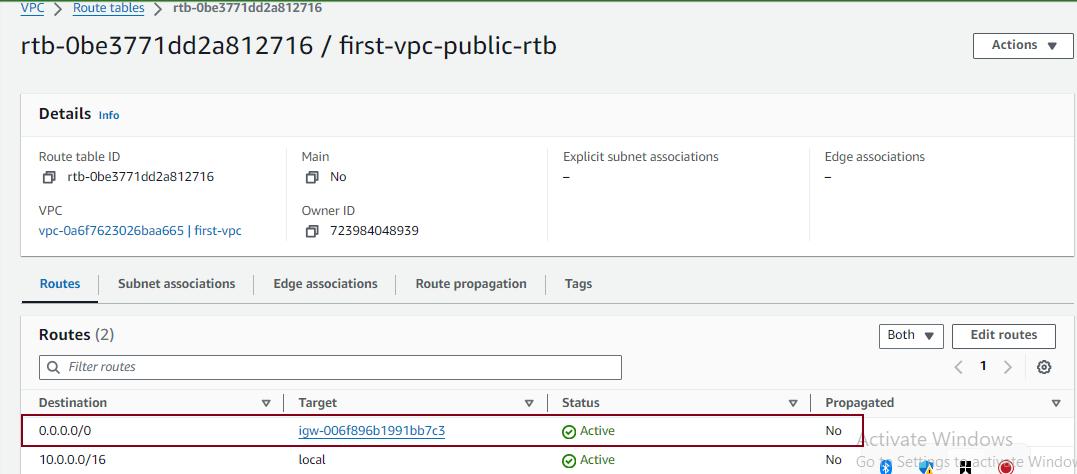 VPC > Route tables > rtb-0be3771dd2a812716
rtb-0be3771dd2a812716 / first-vpc-public-rtb
Actions
Details Info
Route table ID
rtb-0be3771dd2a812716
Main
No
Explicit subnet associations
–
Edge associations
–
VPC
vpc-0a6f7623026baa665 | first-vpc
Owner ID
723984048939
Routes Subnet associations Edge associations Route propagation Tags
Routes (2)
Both
Edit routes
Filter routes
1
Destination Target Status Propagated
0.0.0.0/0 igw-006f896b1991bb7c3 Active No
10.0.0.0/16 local Active No
Activate Windows
Go to Settings to activate Window